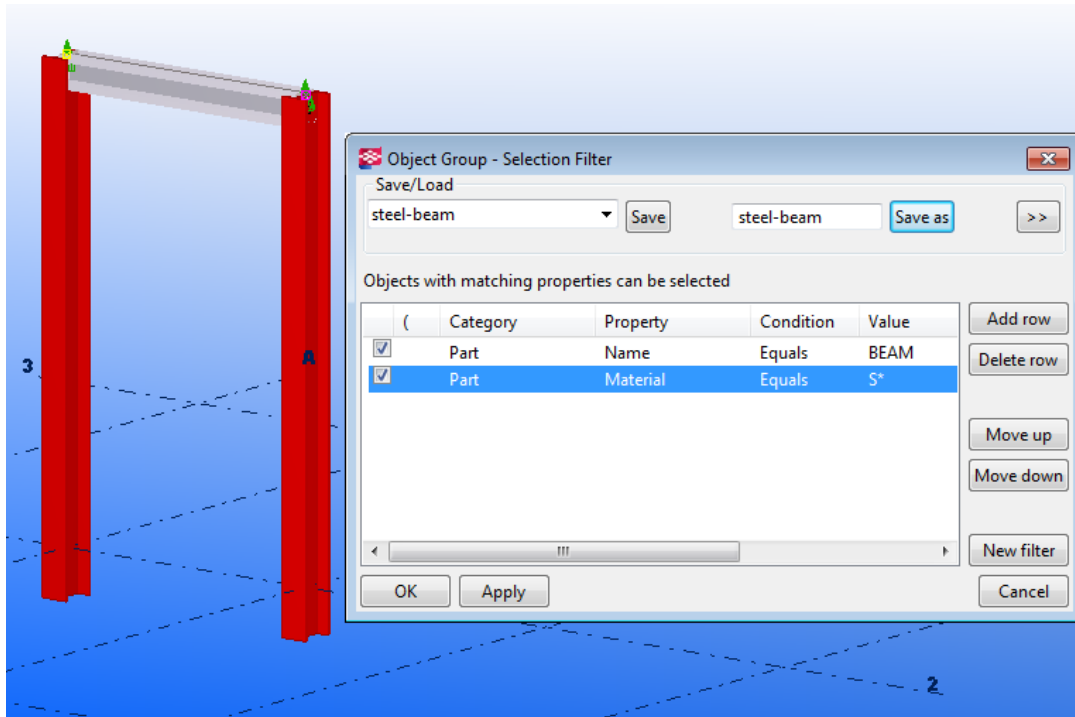 Object Group - Selection Filter
Save/Load
steel-beam Save steel-beam Save as >>
Objects with matching properties can be selected
( Category Property Condition Value Add row
Part Name Equals BEAM
Delete row
Part Material Equals S*
3 A
Move up
Move down
New filter
OK Apply Cancel
2